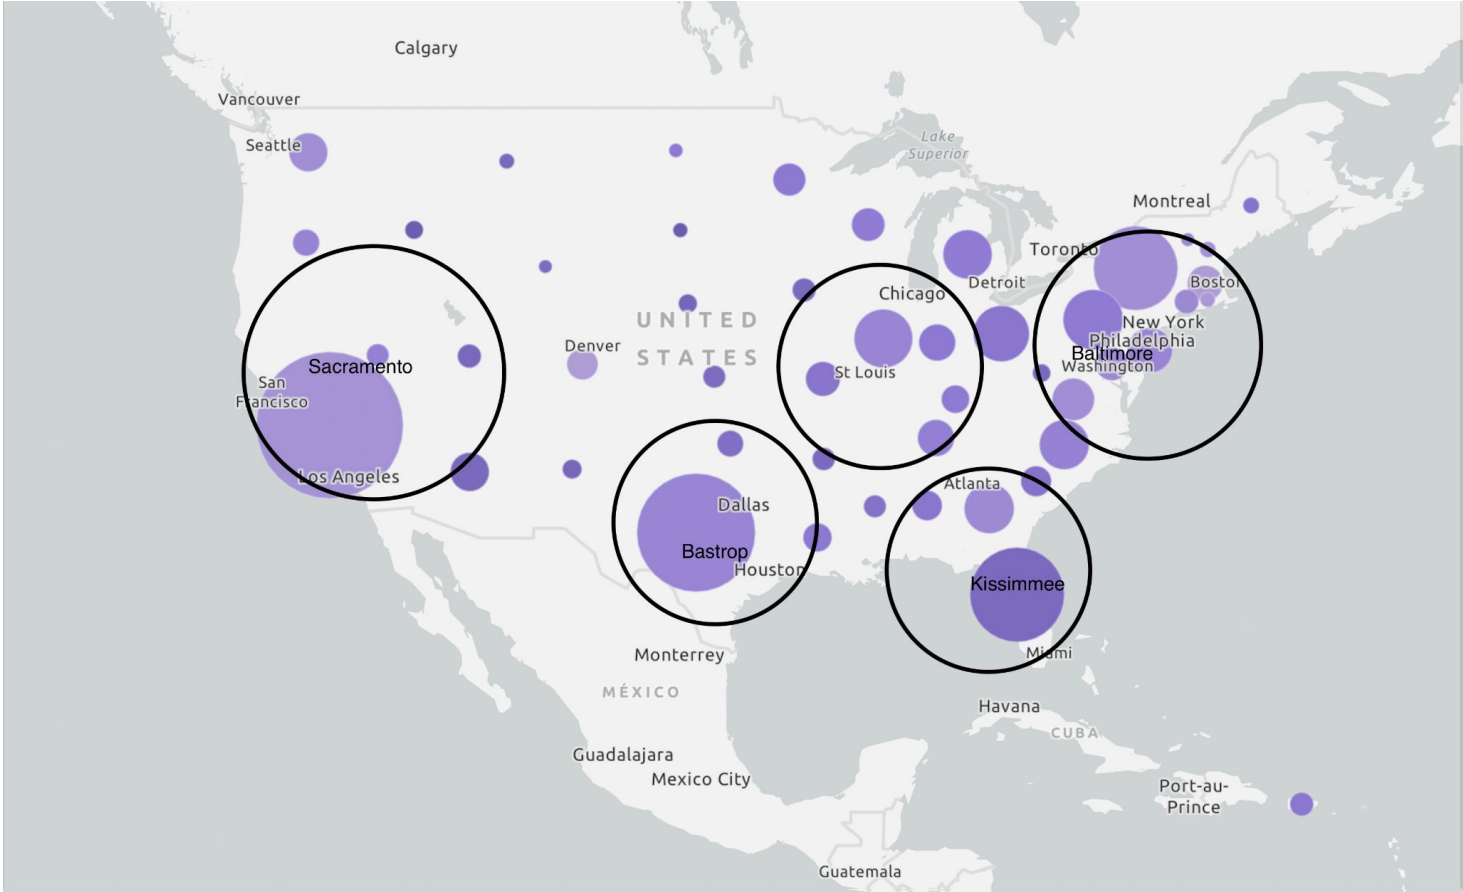 Calgary
Vancouver
Seattle
Lake
Superior
Montreal
Toronto
Boston
Detroit
Chicago
UNITED
STATES
New York
Philadelphia
Baltimore
Washington
Denver
Sacramento
San
Francisco
St Louis
Los Angeles
Atlanta
Dallas
Bastrop
Houston
Kissimmee
Miami
Monterrey
MÉXICO
Havana
CUBA
Guadalajara
Mexico City
Port-au-
Prince
Guatemala